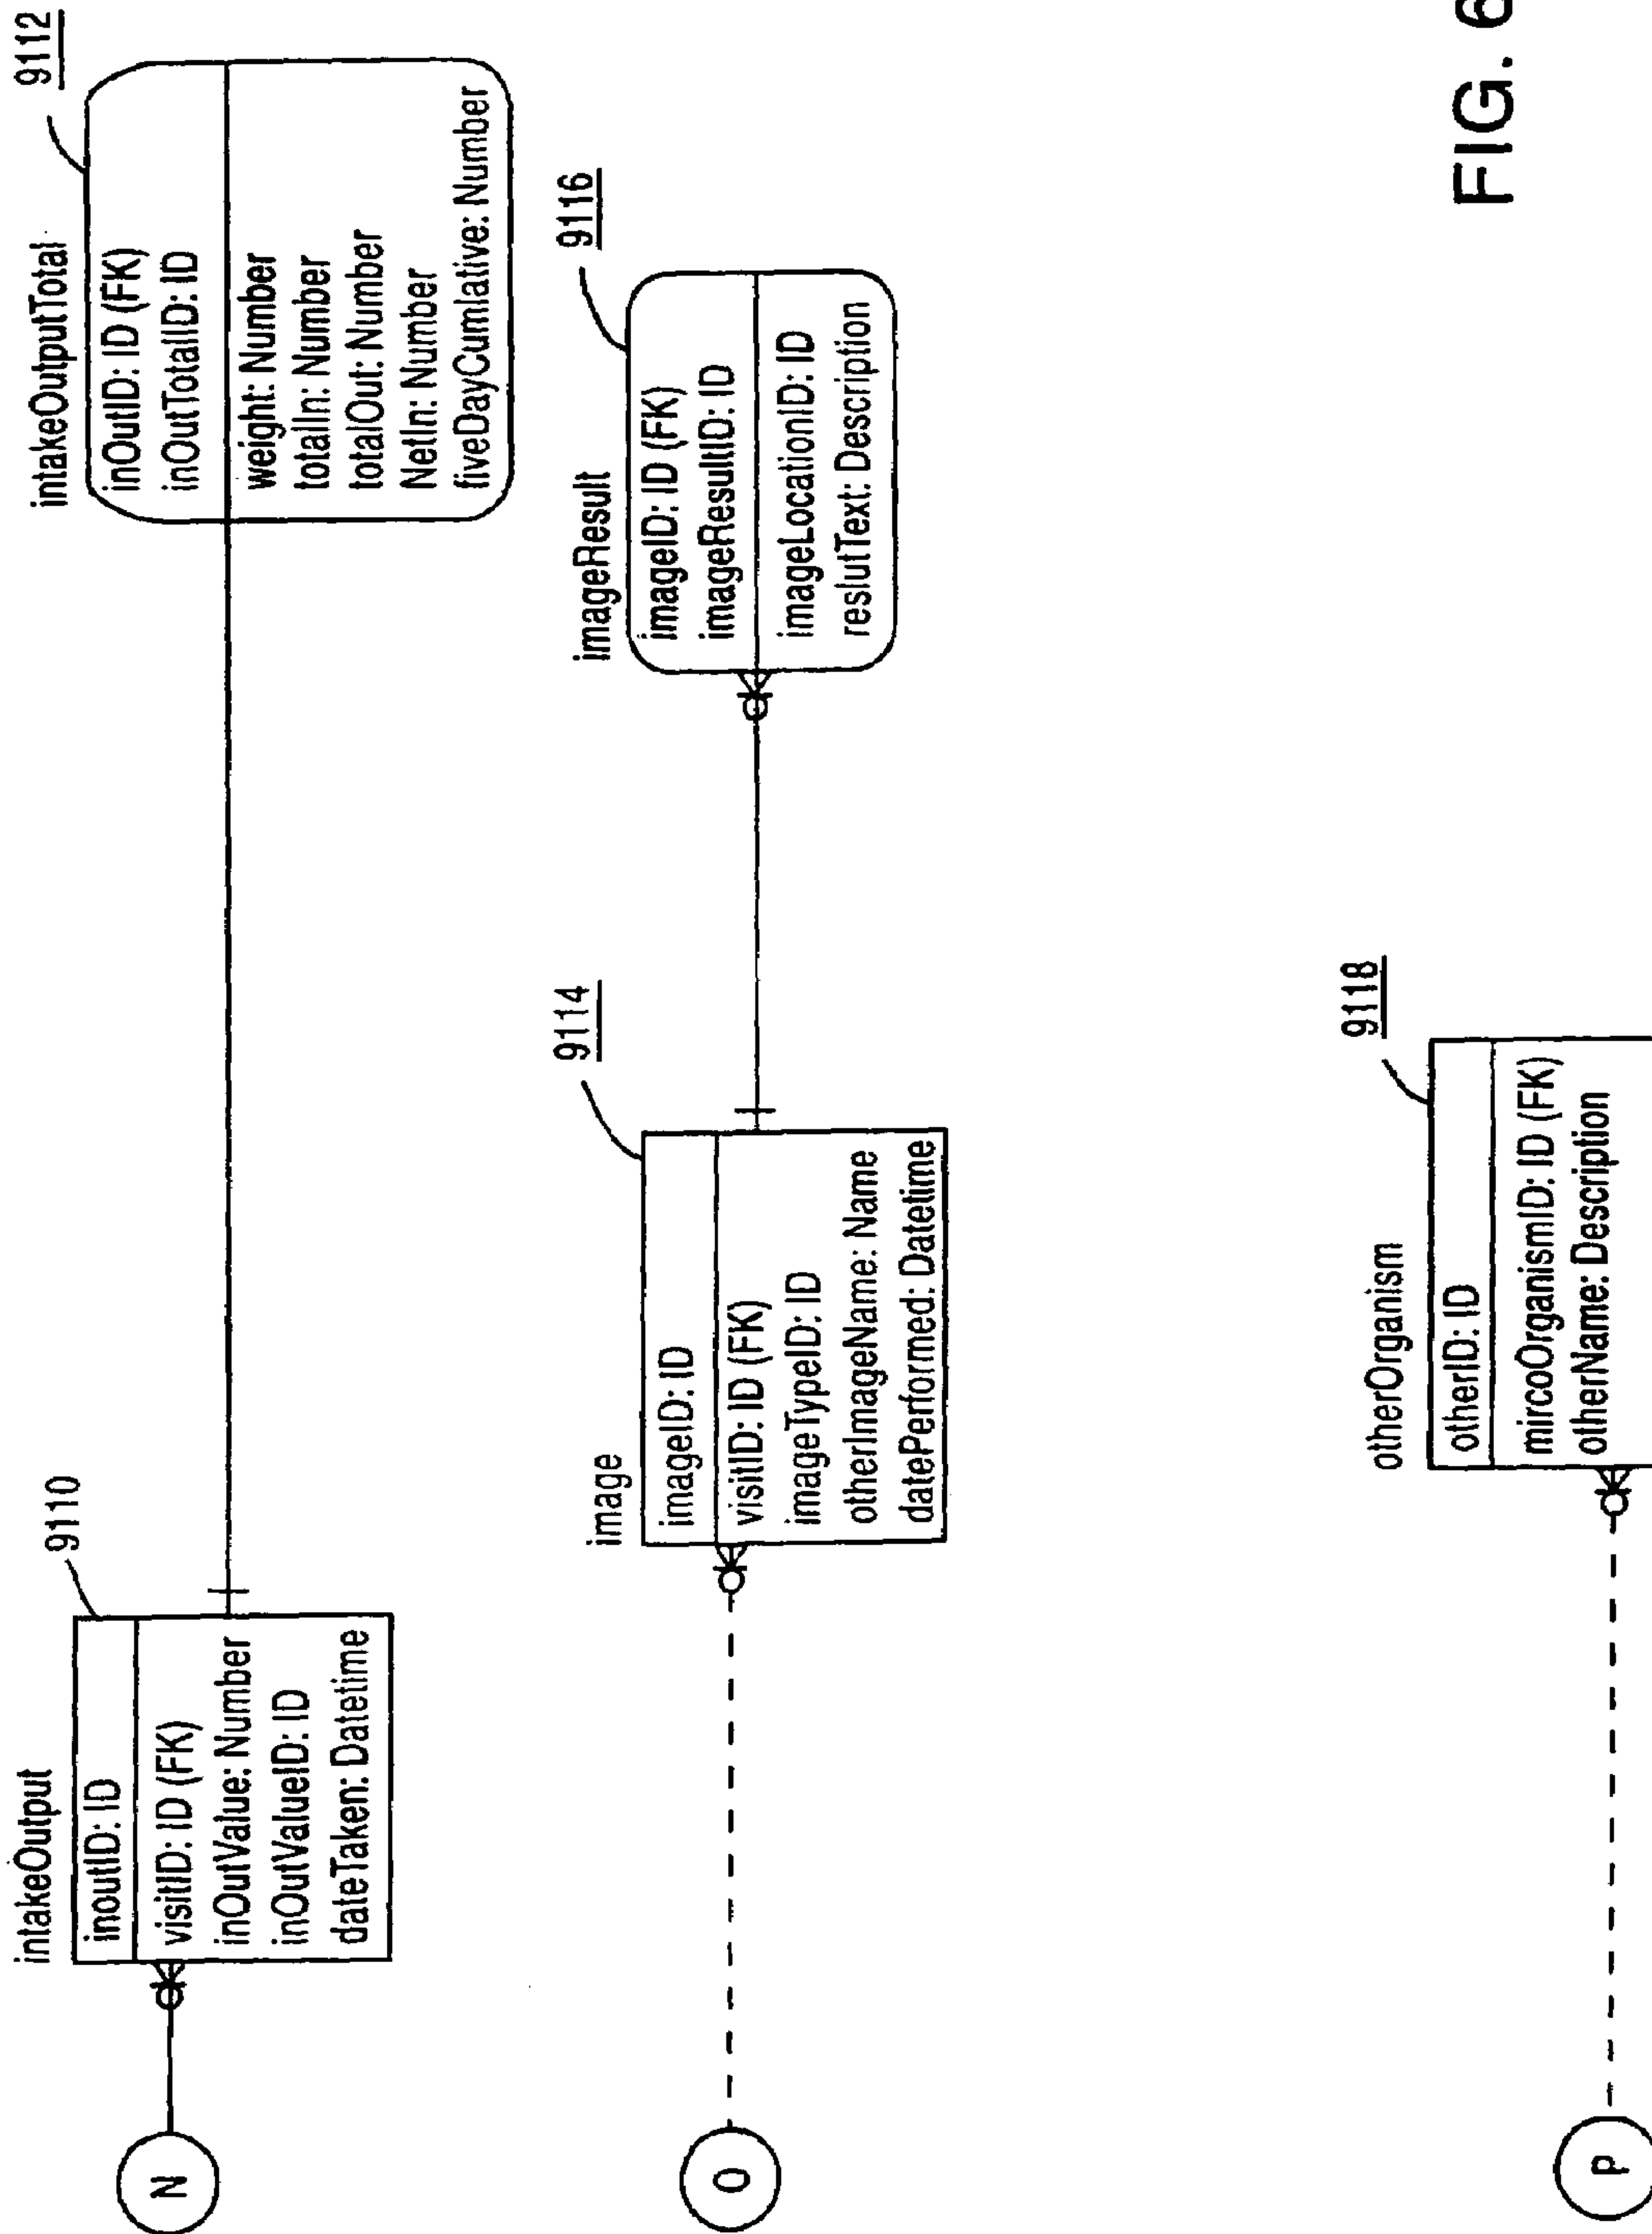 N
intakeOutput
9110
inoutID: ID
visitID: ID (FK)
inOutValue: Number
inOutValueID: ID
dateTaken: Datetime
intakeOutputTotal
9112
inOutID: ID (FK)
inOutTotalID: ID
weight: Number
totalIn: Number
totalOut: Number
NetIn: Number
fiveDayCumlative: Number
O
image
9114
imageID: ID
visitID: ID (FK)
imageTypeID: ID
otherImageName: Name
datePerformed: Datetime
imageResult
9116
imageID: ID (FK)
imageResultID: ID
imageLocationID: ID
reslutText: Description
P
otherOrganism
9118
otherID: ID
mircoOrganismID: ID (FK)
otherName: Description
FIG. 6